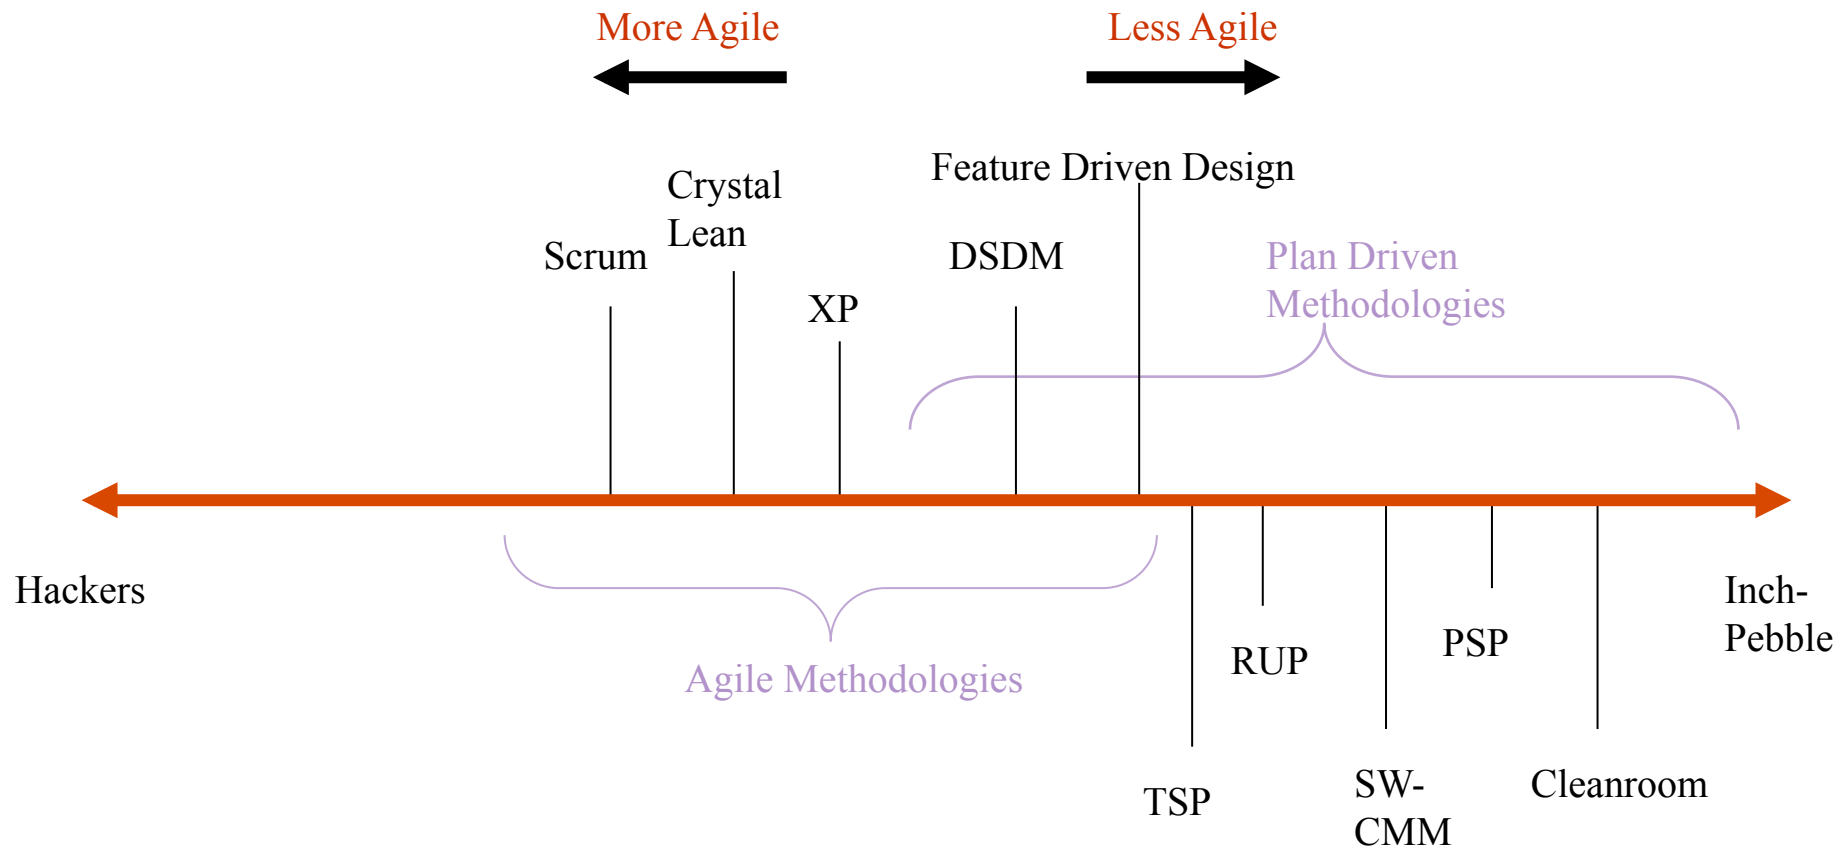 More Agile
Less Agile
Feature Driven Design
Crystal
Lean
Scrum
DSDM
Plan Driven
Methodologies
XP
Hackers
Inch-
Pebble
Agile Methodologies
RUP
PSP
TSP
SW-
CMM
Cleanroom